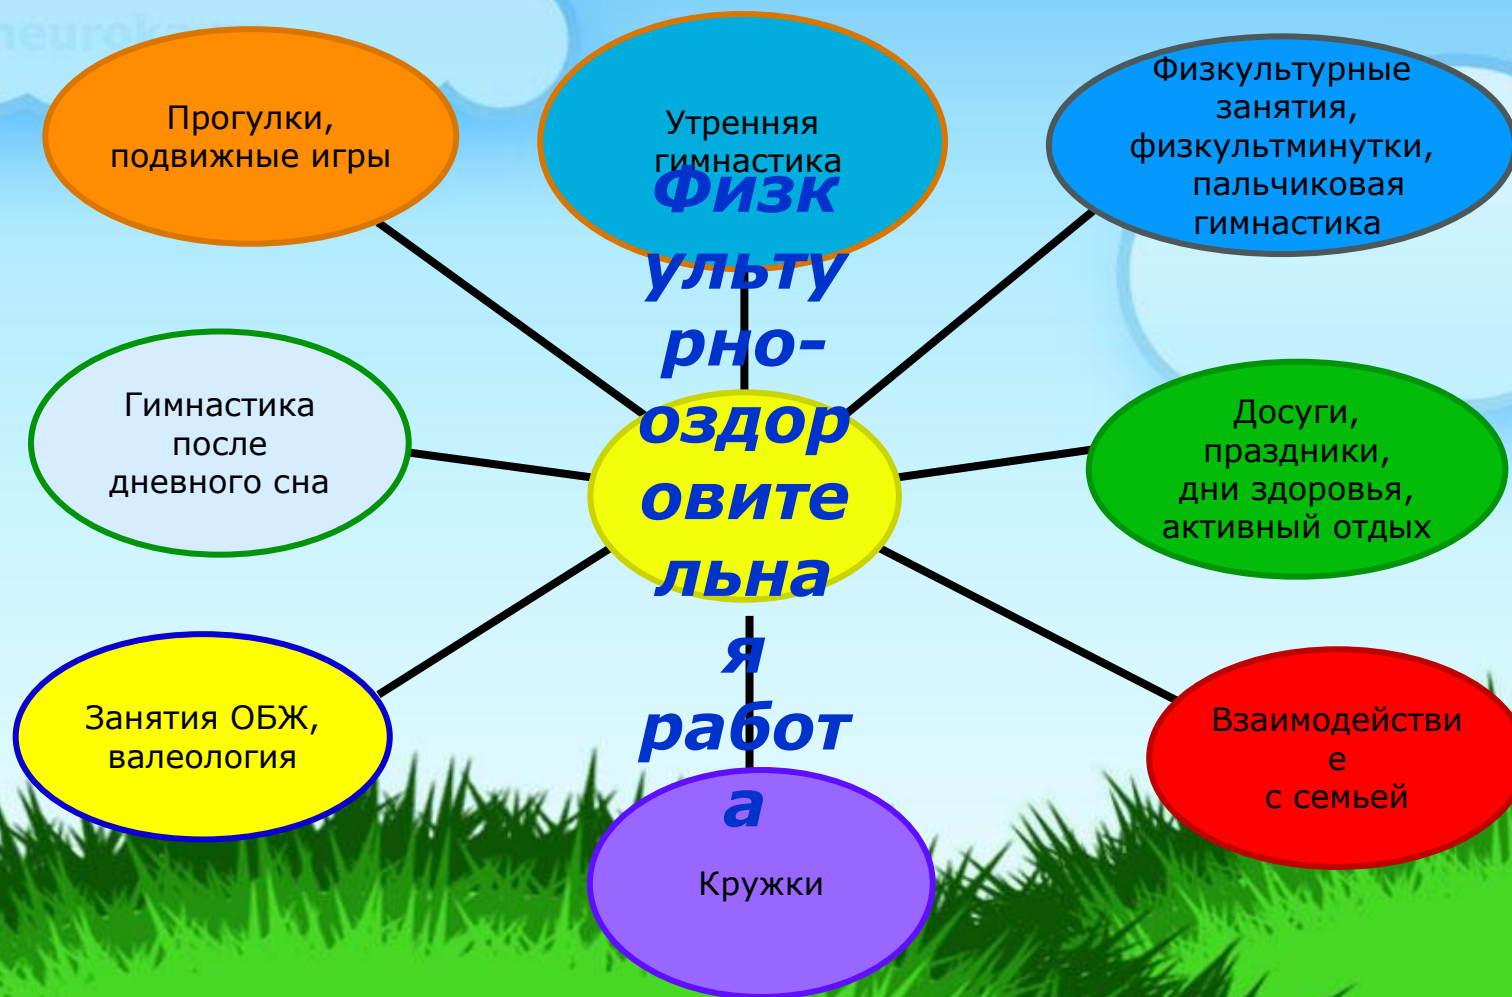 Прогулки,
подвижные игры
Утренняя
гимнастика
Физкультурные
занятия,
физкультминутки,
пальчиковая
гимнастика
Физк
ульту
рно-
оздор
овите
льна
я
работ
а
Гимнастика
после
дневного сна
Досуги,
праздники,
дни здоровья,
активный отдых
Занятия ОБЖ,
валеология
Взаимодействи
е
с семьей
Кружки